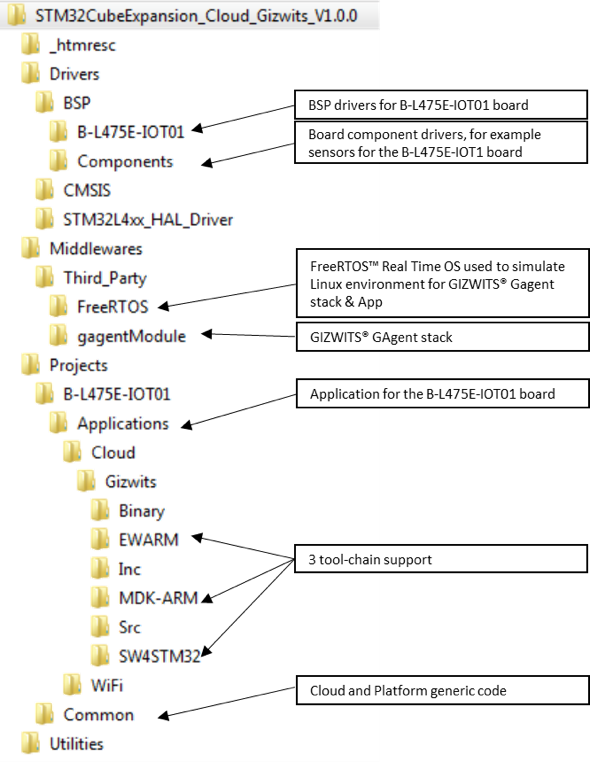 STM32CubeExpansion_Cloud_Gizwits_V1.0.0
_htmresc
Drivers
BSP
BSP drivers for B-L475E-IOT01 board
B-L475E-IOT01
Board component drivers, for example
sensors for the B-L475E-IOT1 board
Components
CMSIS
STM32L4xx_HAL_Driver
Middlewares
FreeRTOS™ Real Time OS used to simulate
Linux environment for GIZWITS® Gagent
stack & App
Third_Party
FreeRTOS
gagentModule
GIZWITS® GAgent stack
Projects
B-L475E-IOT01
Application for the B-L475E-IOT01 board
Applications
Cloud
Gizwits
Binary
EWARM
3 tool-chain support
Inc
MDK-ARM
Src
SW4STM32
WiFi
Cloud and Platform generic code
Common
Utilities